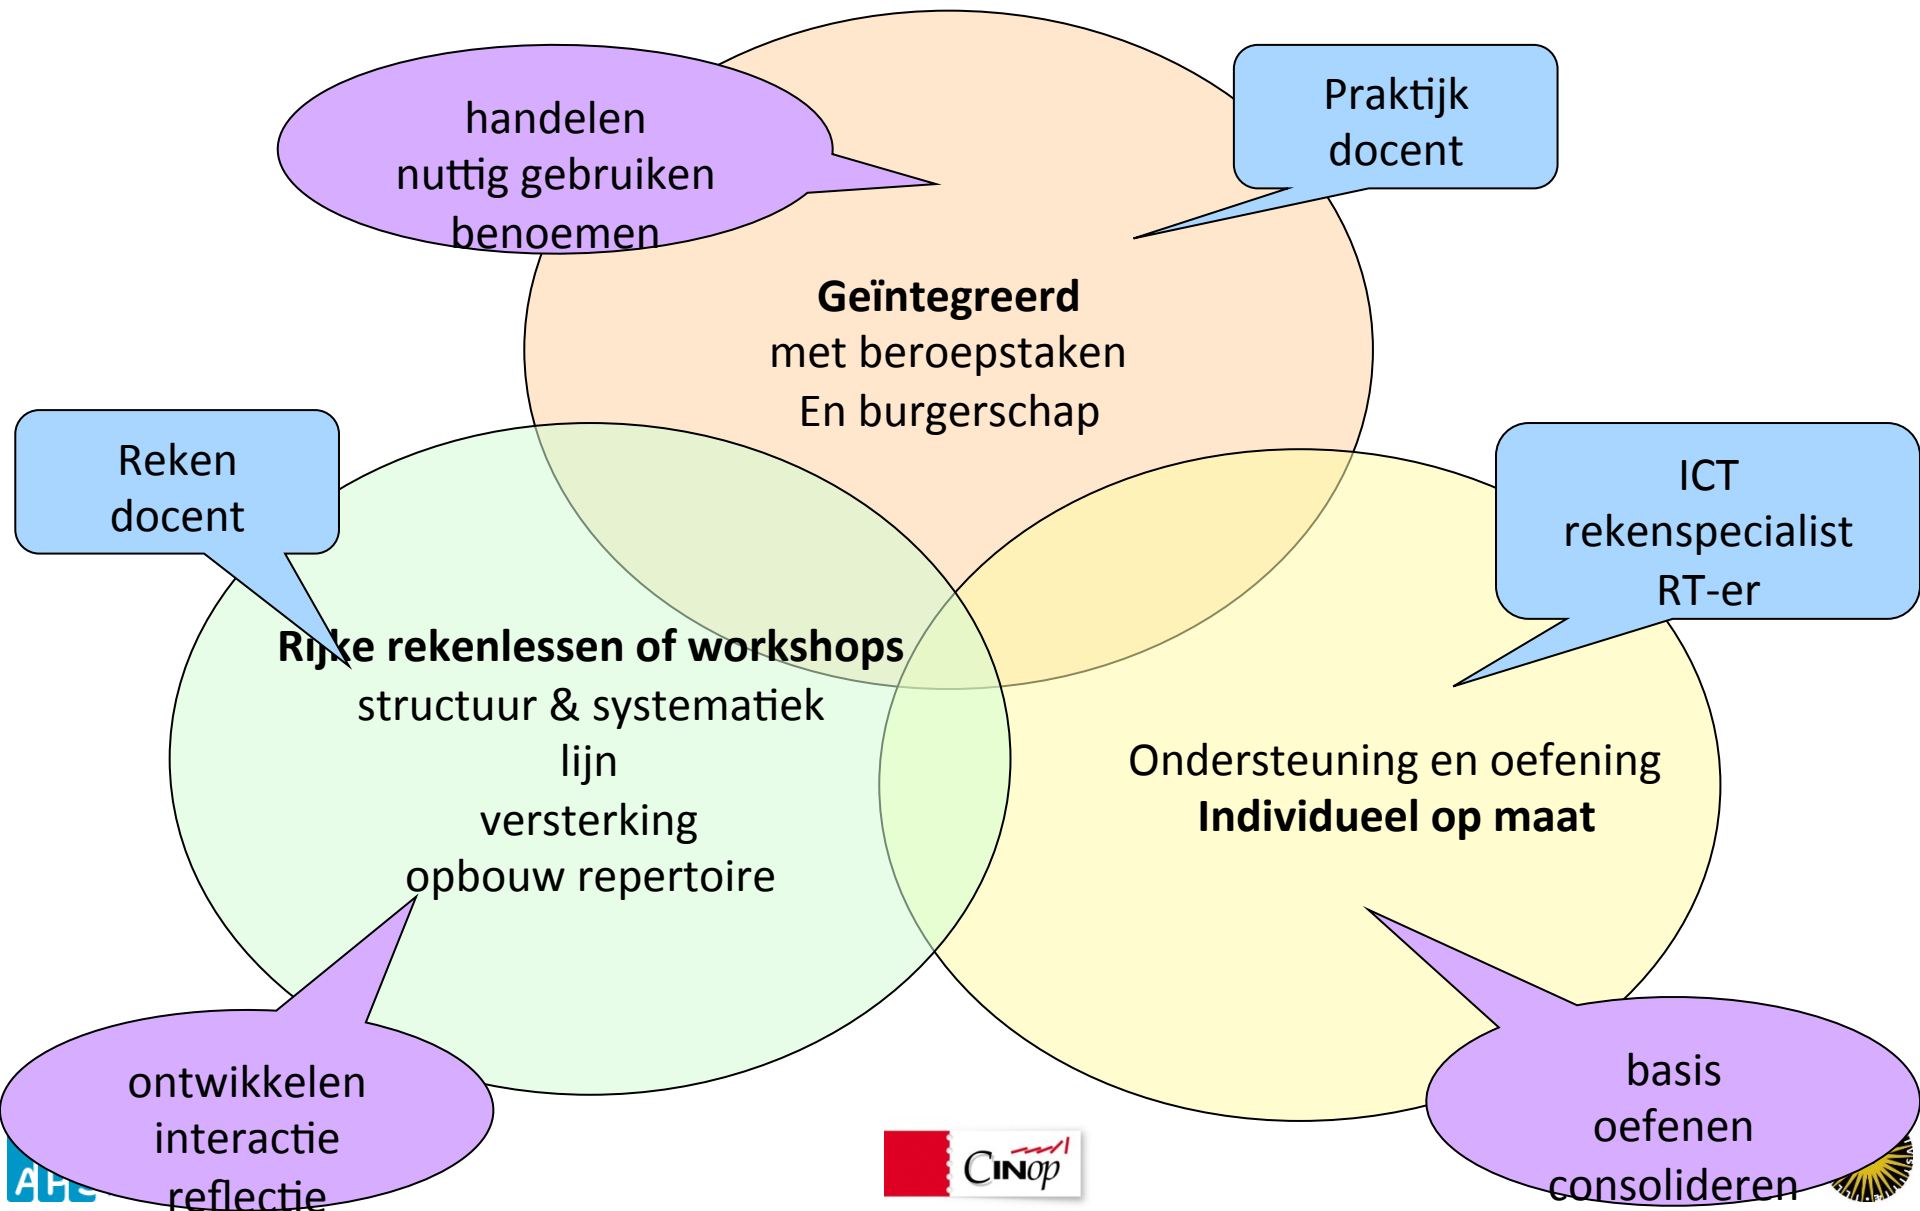 handelen
nuttig gebruiken
benoemen
Praktijk
docent
Geïntegreerd
met beroepstaken
En burgerschap
Reken
docent
ICT
rekenspecialist
RT-er
Rijke rekenlessen of workshops
structuur & systematiek
lijn
versterking
opbouw repertoire
Ondersteuning en oefening
Individueel op maat
ontwikkelen
interactie
reflectie
basis
oefenen
consolideren
APS
CINOP